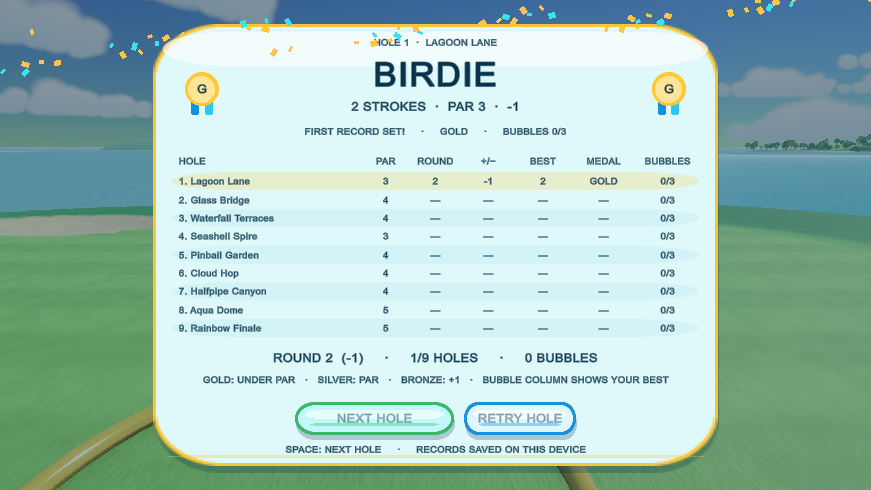 HOLE 1 · LAGOON LANE
BIRDIE
G
G
2 STROKES · PAR 3 · -1
FIRST RECORD SET! · GOLD · BUBBLES 0/3
HOLE PAR ROUND +/− BEST MEDAL BUBBLES
1. Lagoon Lane 3 2 -1 2 GOLD 0/3
2. Glass Bridge 4 — — — — 0/3
3. Waterfall Terraces 4 — — — — 0/3
4. Seashell Spire 3 — — — — 0/3
5. Pinball Garden 4 — — — — 0/3
6. Cloud Hop 4 — — — — 0/3
7. Halfpipe Canyon 4 — — — — 0/3
8. Aqua Dome 5 — — — — 0/3
9. Rainbow Finale 5 — — — — 0/3
ROUND 2 (-1) · 1/9 HOLES · 0 BUBBLES
GOLD: UNDER PAR · SILVER: PAR · BRONZE: +1 · BUBBLE COLUMN SHOWS YOUR BEST
NEXT HOLE RETRY HOLE
SPACE: NEXT HOLE · RECORDS SAVED ON THIS DEVICE